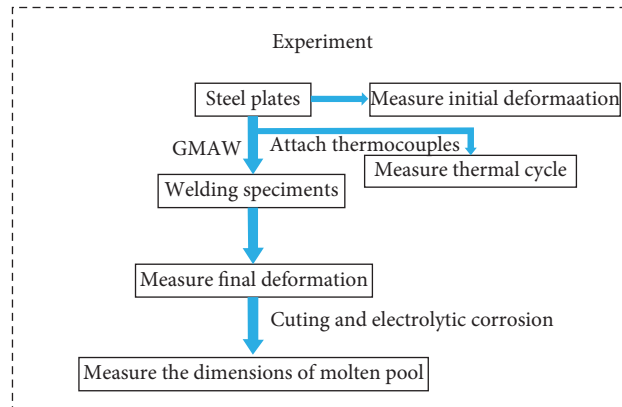 Experiment
Steel plates
Measure initial deformaation
GMAW
Attach thermocouples
Measure thermal cycle
Welding speciments
Measure final deformation
Cuting and electrolytic corrosion
Measure the dimensions of molten pool